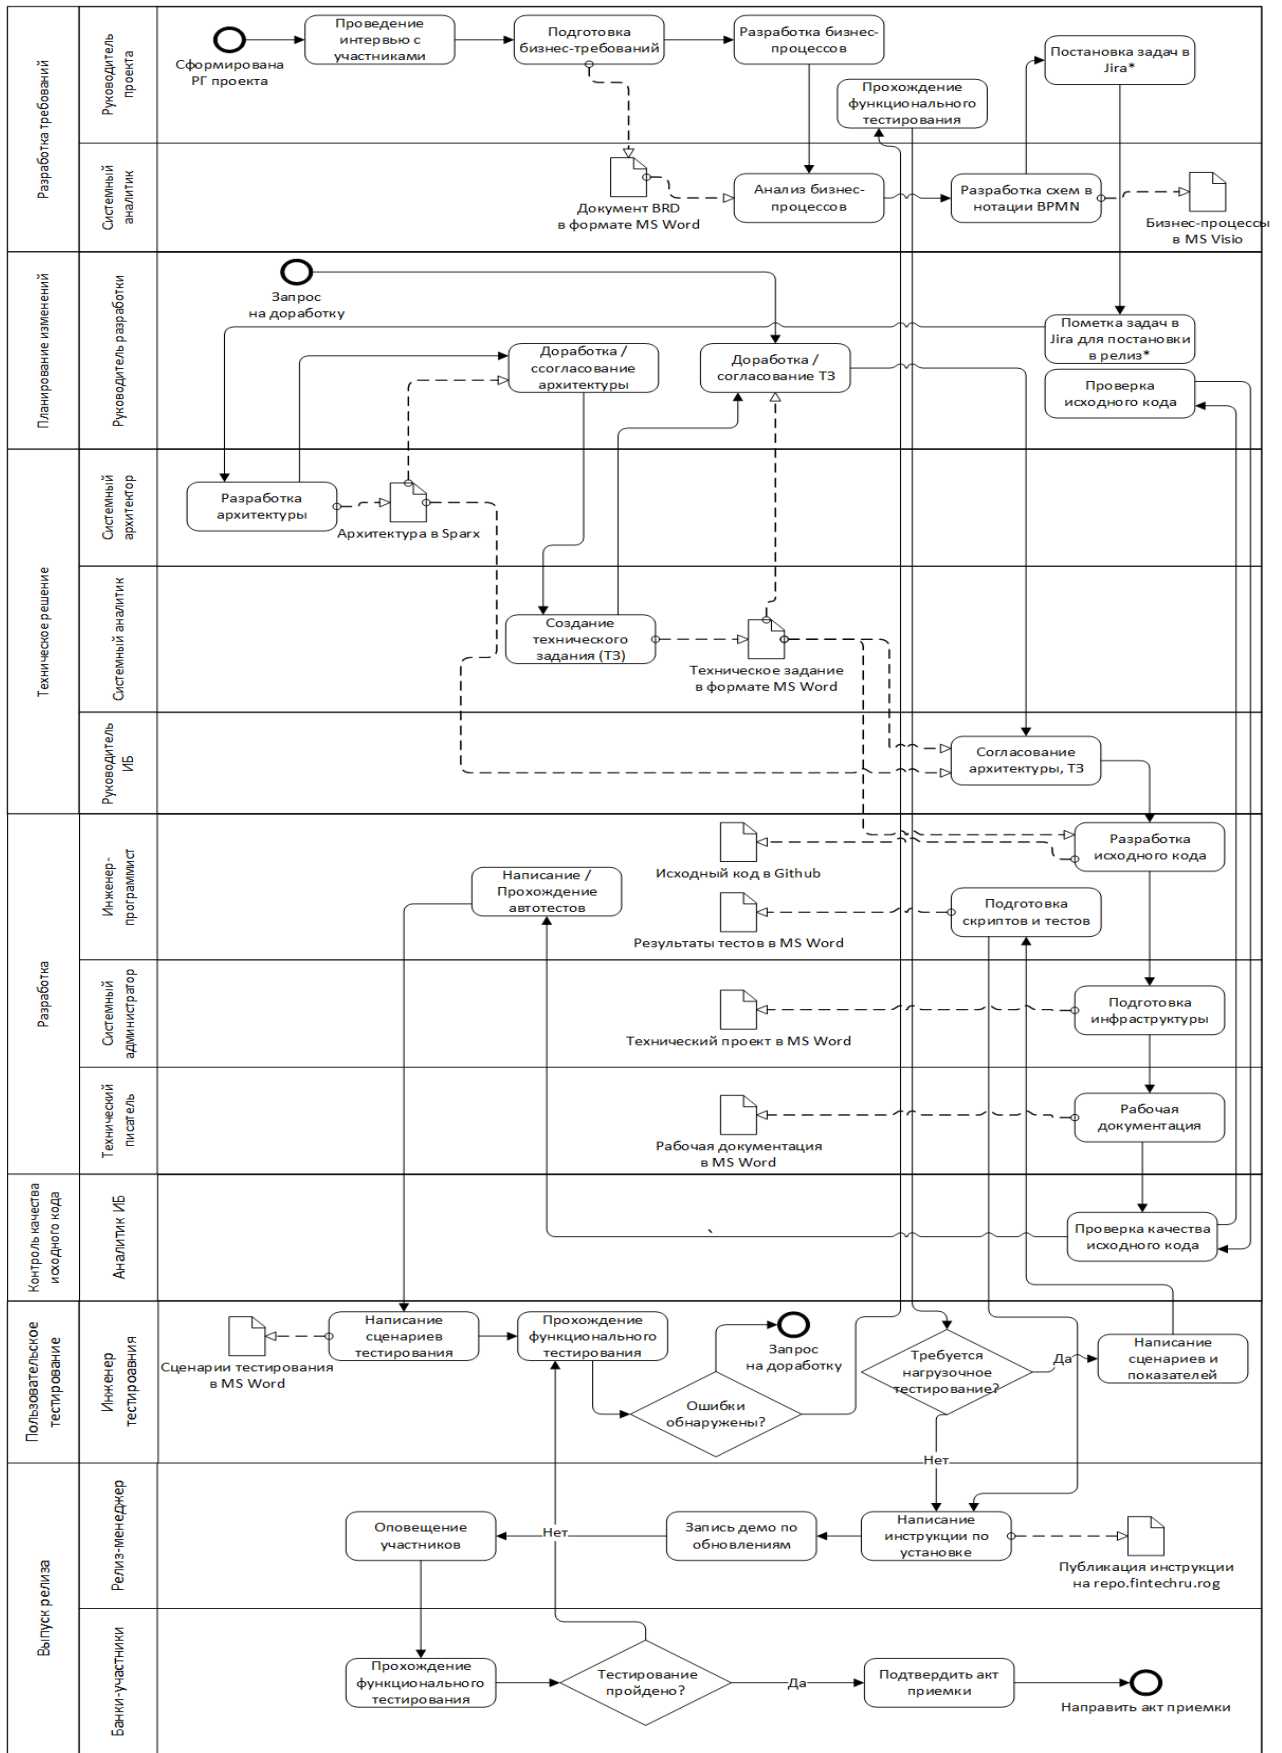 Разработка требований
Руководитель
проекта
Сформирована
РГ проекта
Проведение
интервью с
участниками
Подготовка
бизнес-требований
Разработка бизнес-
процессов
Прохождение
функционального
тестирования
Постановка задач в
Jira*
Системный
аналитик
Документ BRD
в формате MS Word
Анализ бизнес-
процессов
Разработка схем в
нотации BPMN
Бизнес-процессы
в MS Visio
Планирование изменений
Руководитель разработки
Запрос
на доработку
Доработка /
ссогласование
архитектуры
Доработка /
согласование ТЗ
Пометка задач в
Jira для постановки
в релиз*
Проверка
исходного кода
Техническое решение
Системный
архитектор
Разработка
архитектуры
Архитектура в Sparx
Системный аналитик
Создание
технического
задания (ТЗ)
Техническое задание
в формате MS Word
Руководитель
ИБ
Согласование
архитектуры, ТЗ
Разработка
Инженер-
программист
Написание /
Прохождение
автотестов
Исходный код в Github
Результаты тестов в MS Word
Разработка
исходного кода
Подготовка
скриптов и тестов
Системный
администратор
Технический проект в MS Word
Подготовка
инфраструктуры
Технический
писатель
Рабочая документация
в MS Word
Рабочая
документация
Контроль качества
исходного кода
Аналитик ИБ
Проверка качества
исходного кода
Пользовательское
тестирование
Инженер
тестирования
Сценарии тестирования
в MS Word
Написание
сценариев
тестирования
Прохождение
функционального
тестирования
Ошибки
обнаружены?
Запрос
на доработку
Требуется
нагрузочное
тестирование?
Да
Написание
сценариев и
показателей
Нет
Выпуск релиза
Релиз-менеджер
Оповещение
участников
Нет
Запись демо по
обновлениям
Написание
инструкции по
установке
Публикация инструкции
на repo.fintechru.rog
Банки-участники
Прохождение
функционального
тестирования
Тестирование
пройдено?
Да
Подтвердить акт
приемки
Направить акт приемки